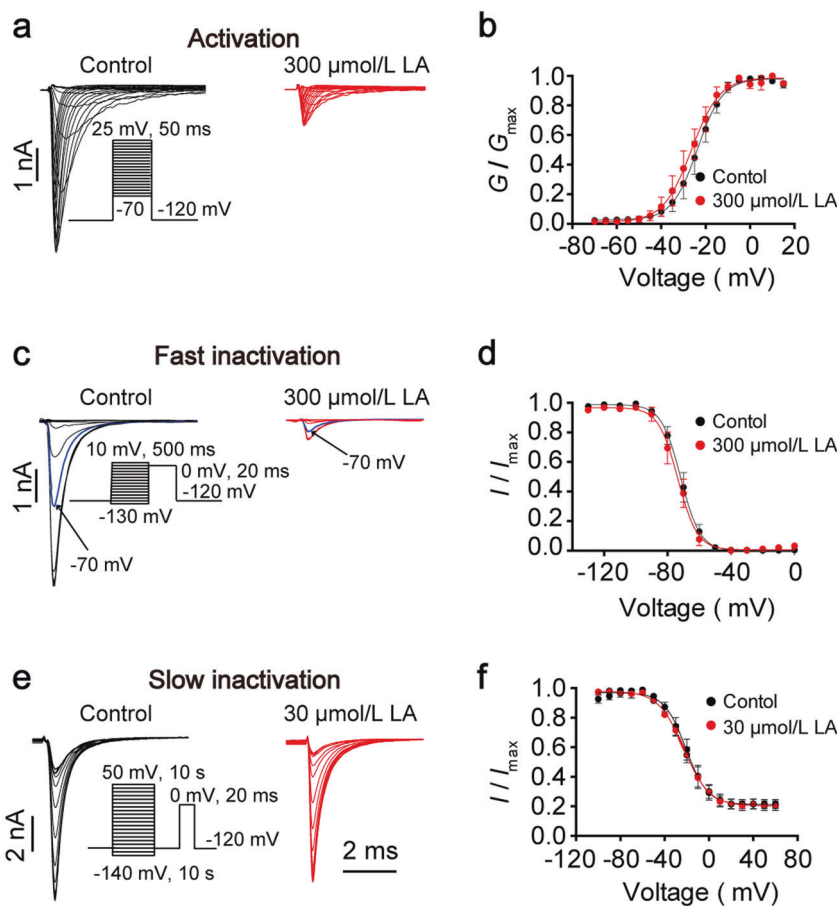 a
Activation
Control
300 µmol/L LA
25 mV, 50 ms
1 nA
-70
-120 mV
b
G / Gmax
1.0
0.8
0.6
0.4
0.2
0.0
Contol
300 µmol/L LA
-80 -60 -40 -20 0 20
Voltage ( mV)
c
Fast inactivation
Control
300 µmol/L LA
10 mV, 500 ms
0 mV, 20 ms
1 nA
-120 mV
-130 mV
-70 mV
-70 mV
d
I / Imax
1.0
0.8
0.6
0.4
0.2
0.0
Contol
300 µmol/L LA
-120 -80 -40 0
Voltage ( mV)
e
Slow inactivation
Control
30 µmol/L LA
50 mV, 10 s
0 mV, 20 ms
2 nA
-120 mV
-140 mV, 10 s
2 ms
f
I / Imax
1.0
0.8
0.6
0.4
0.2
0.0
Contol
30 µmol/L LA
-120 -80 -40 0 40 80
Voltage ( mV)